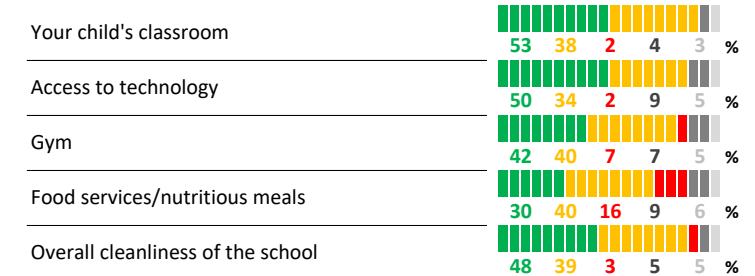 Your child's classroom
53 38 2 4 3 %
Access to technology
50 34 2 9 5 %
Gym
42 40 7 7 5 %
Food services/nutritious meals
30 40 16 9 6 %
Overall cleanliness of the school
48 39 3 5 5 %